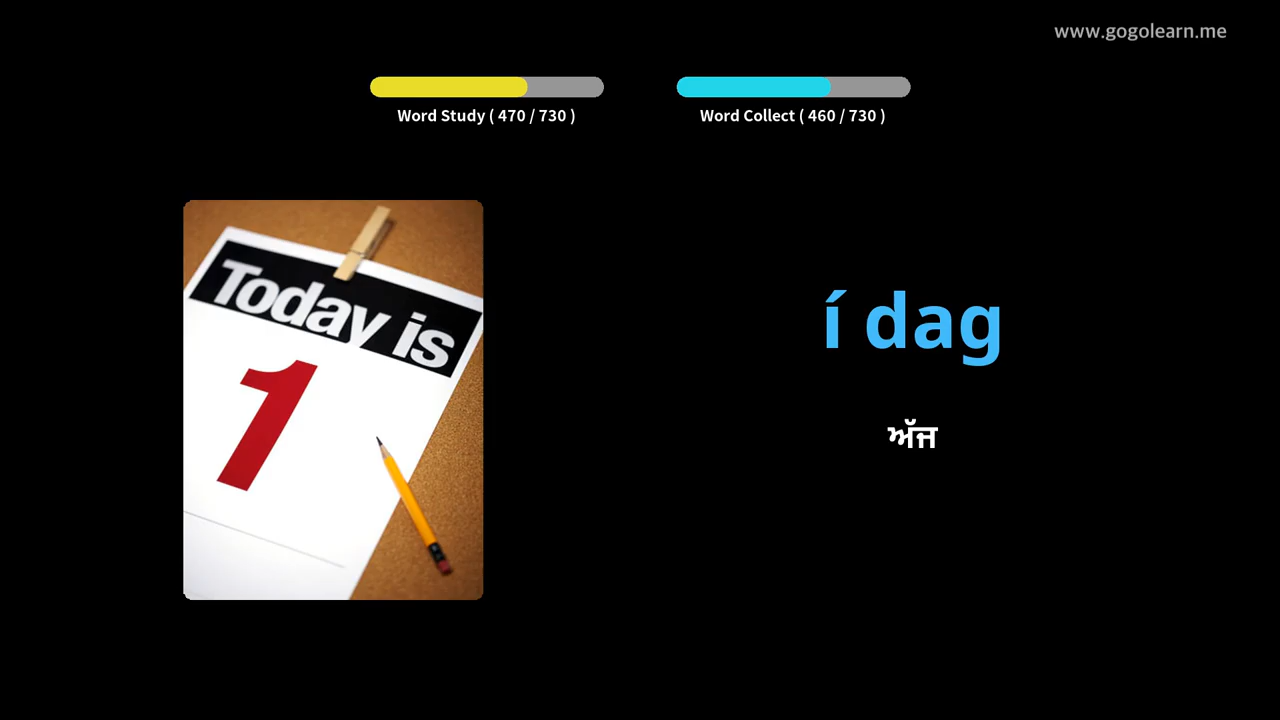 www.gogolearn.me
Word Study ( 470 / 730 )
Word Collect ( 460 / 730 )
Today is
1
í dag
ਅੱਜ